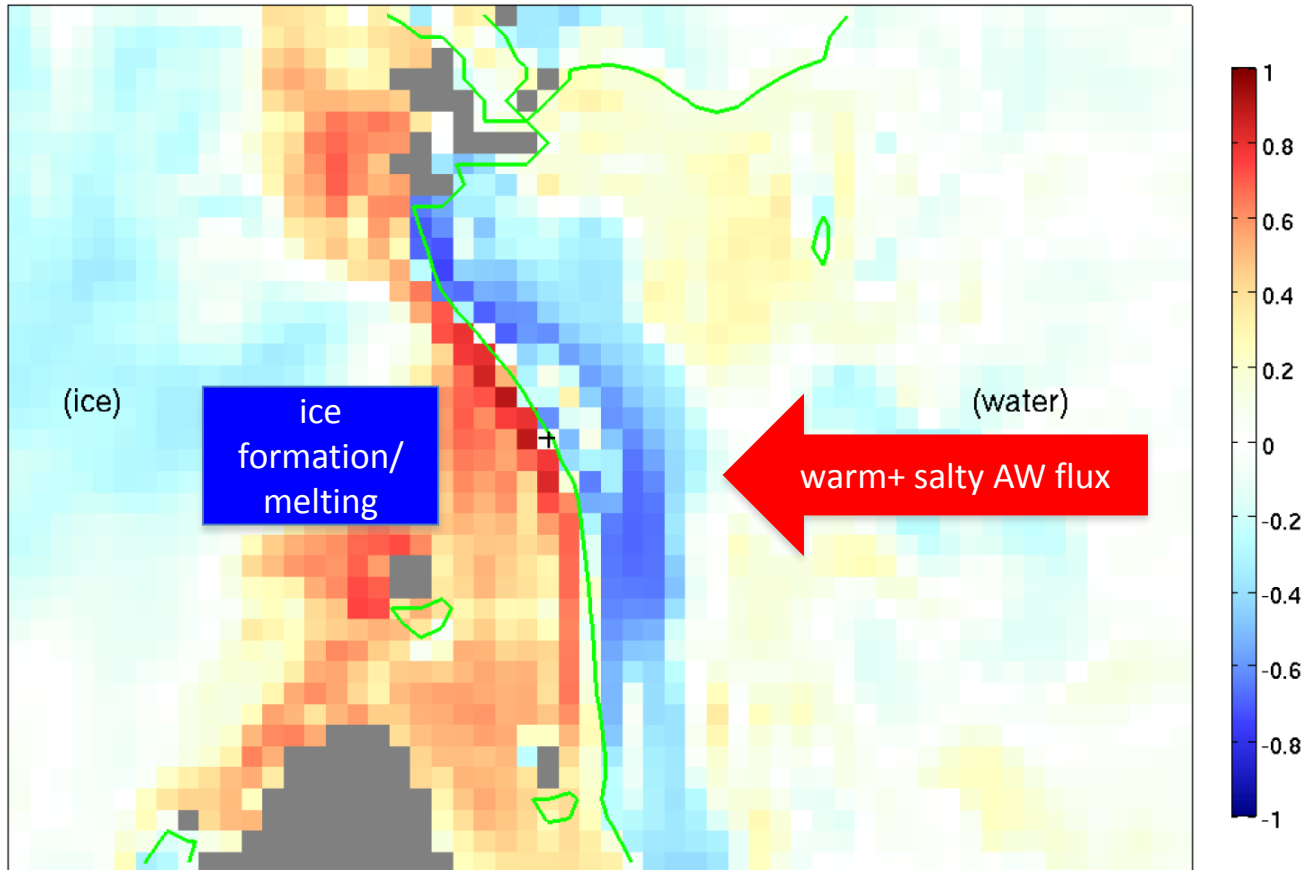 (ice)
ice
formation/
melting
(water)
warm+ salty AW flux
1
0.8
0.6
0.4
0.2
0
-0.2
-0.4
-0.6
-0.8
-1